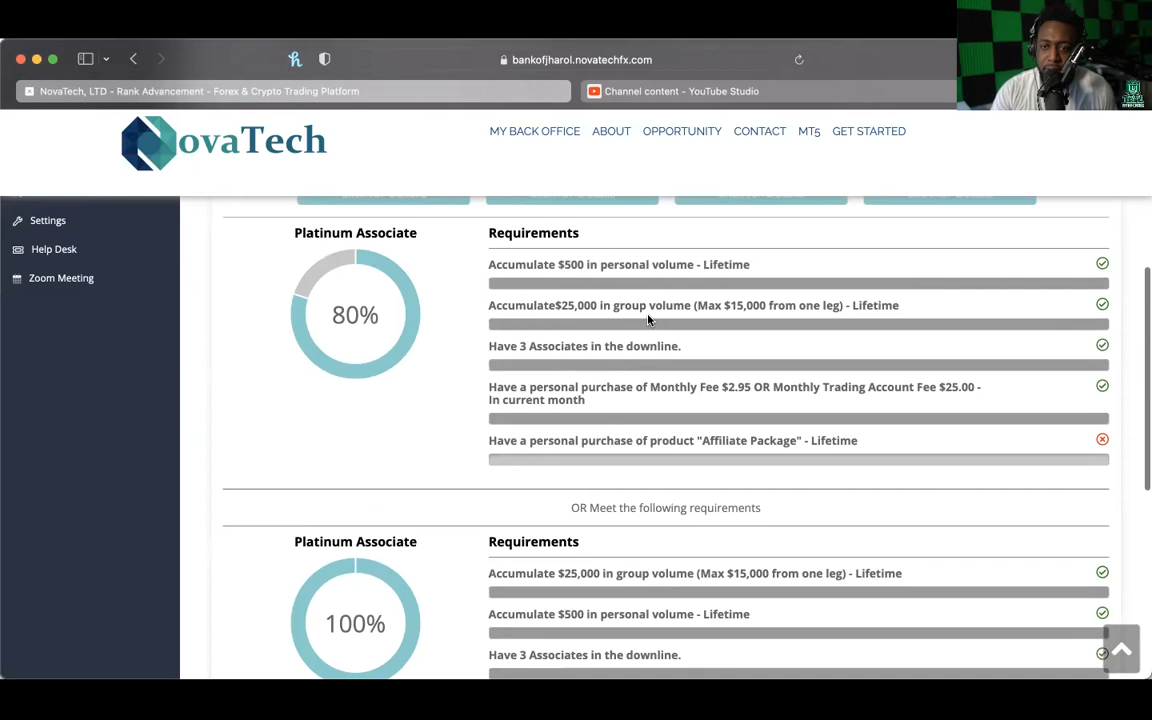 bankofjharol.novatechfx.com
NovaTech, LTD - Rank Advancement - Forex & Crypto Trading Platform
Channel content - YouTube Studio
NovaTech
MY BACK OFFICE
ABOUT
OPPORTUNITY
CONTACT
MT5
GET STARTED
Settings
Help Desk
Zoom Meeting
Platinum Associate
80%
Requirements
Accumulate $500 in personal volume - Lifetime
Accumulate$25,000 in group volume (Max $15,000 from one leg) - Lifetime
Have 3 Associates in the downline.
Have a personal purchase of Monthly Fee $2.95 OR Monthly Trading Account Fee $25.00 -
In current month
Have a personal purchase of product "Affiliate Package" - Lifetime
OR Meet the following requirements
Platinum Associate
100%
Requirements
Accumulate $25,000 in group volume (Max $15,000 from one leg) - Lifetime
Accumulate $500 in personal volume - Lifetime
Have 3 Associates in the downline.